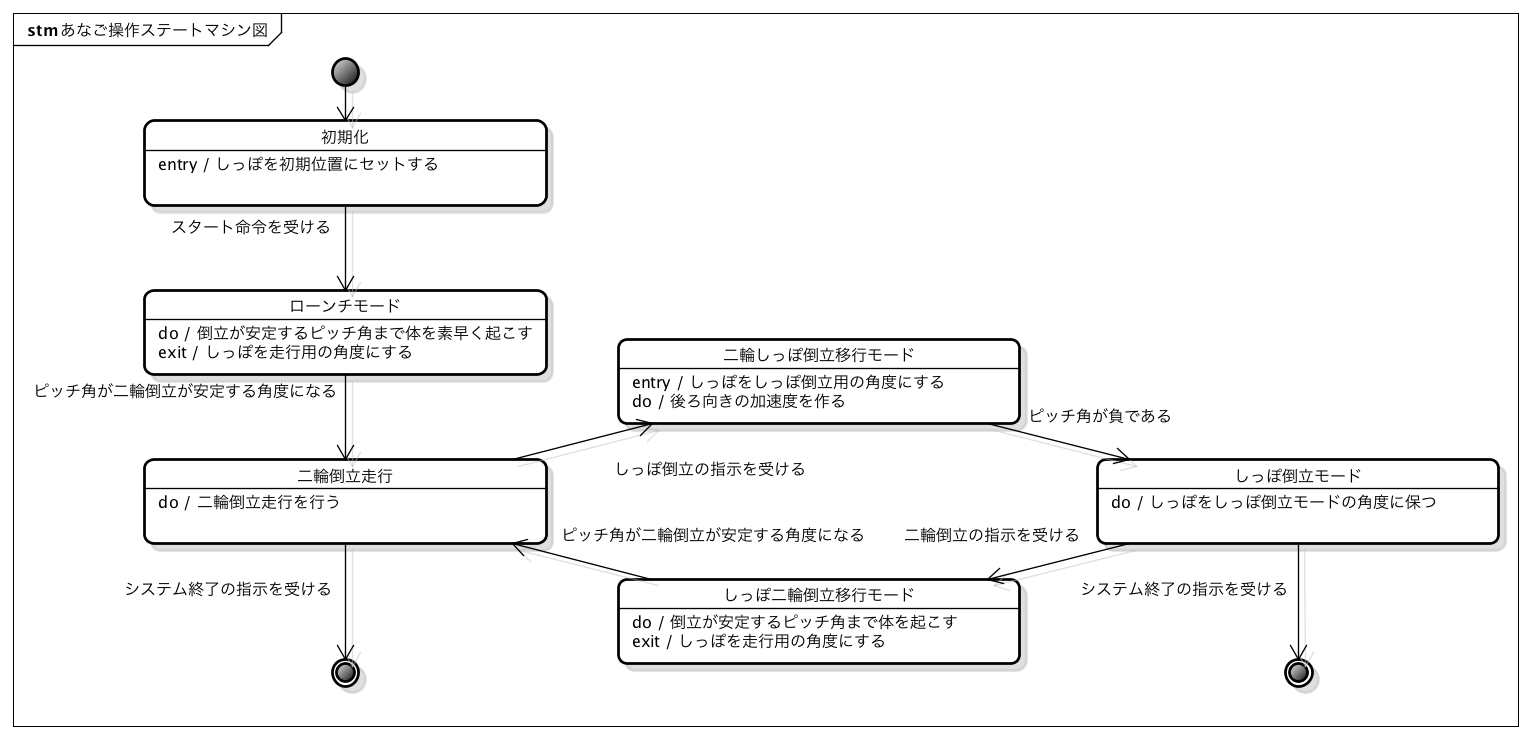 stm あなご操作ステートマシン図
初期化
entry / しっぽを初期位置にセットする
スタート命令を受ける
ローンチモード
do / 倒立が安定するピッチ角まで体を素早く起こす
exit / しっぽを走行用の角度にする
ピッチ角が二輪倒立が安定する角度になる
二輪しっぽ倒立移行モード
entry / しっぽをしっぽ倒立用の角度にする
do / 後ろ向きの加速度を作る
ピッチ角が負である
しっぽ倒立の指示を受ける
二輪倒立走行
do / 二輪倒立走行を行う
しっぽ倒立モード
do / しっぽをしっぽ倒立モードの角度に保つ
ピッチ角が二輪倒立が安定する角度になる
二輪倒立の指示を受ける
システム終了の指示を受ける
しっぽ二輪倒立移行モード
do / 倒立が安定するピッチ角まで体を起こす
exit / しっぽを走行用の角度にする
システム終了の指示を受ける